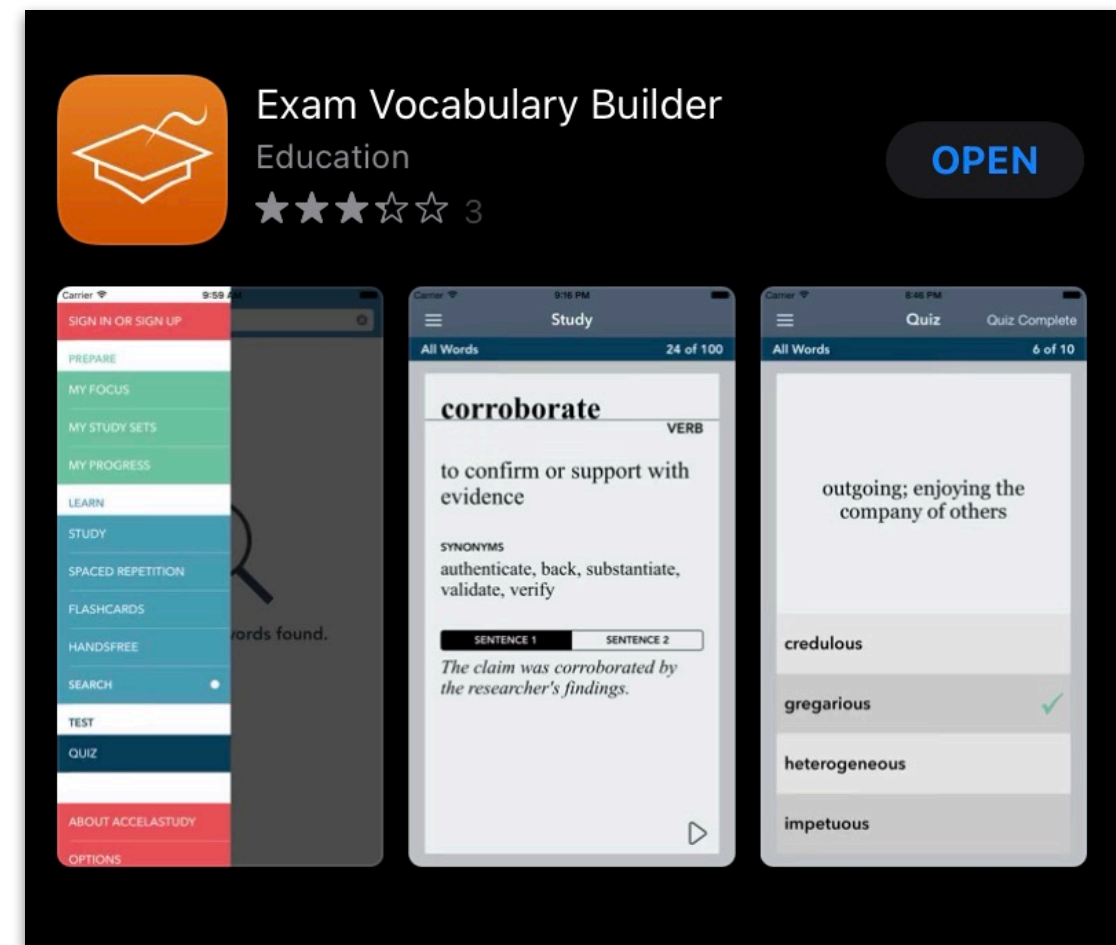 Exam Vocabulary Builder
Education
3
OPEN
Carrier
9:59
SIGN IN OR SIGN UP
PREPARE
MY FOCUS
MY STUDY SETS
MY PROGRESS
LEARN
STUDY
SPACED REPETITION
FLASHCARDS
HANDSFREE
SEARCH
TEST
QUIZ
ABOUT ACCELASTUDY
OPTIONS
words found.
Carrier 9:16 PM
Study
All Words 24 of 100
corroborate
VERB
to confirm or support with
evidence
SYNONYMS
authenticate, back, substantiate,
validate, verify
SENTENCE 1 SENTENCE 2
The claim was corroborated by
the researcher's findings.
Carrier 8:46 PM
Quiz Quiz Complete
All Words 6 of 10
outgoing; enjoying the
company of others
credulous
gregarious
heterogeneous
impetuous